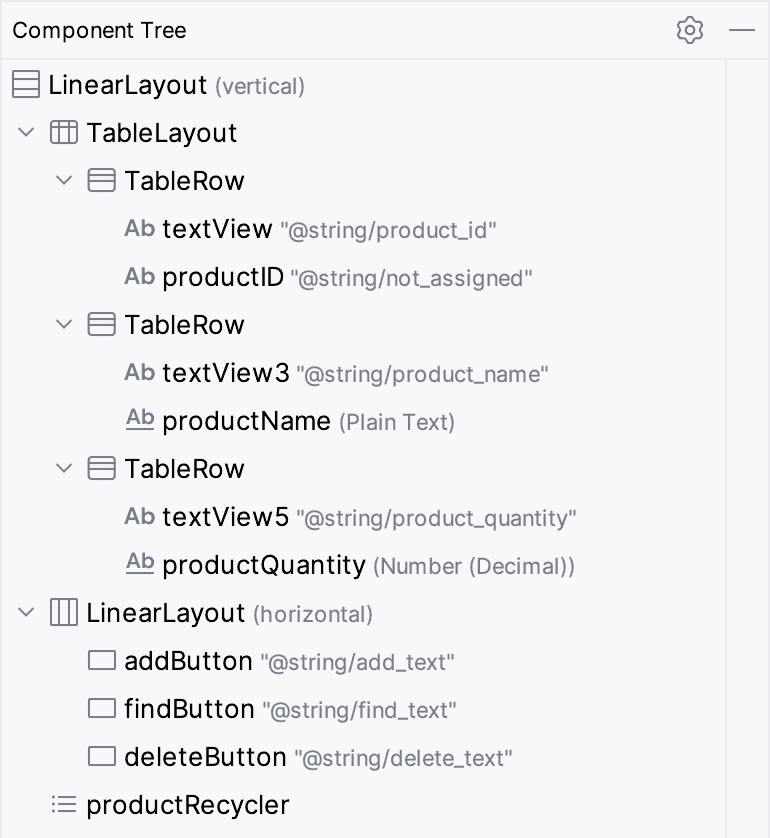 Component Tree
LinearLayout (vertical)
TableLayout
TableRow
Ab textView "@string/product_id"
Ab productID "@string/not_assigned"
TableRow
Ab textView3 "@string/product_name"
Ab productName (Plain Text)
TableRow
Ab textView5 "@string/product_quantity"
Ab productQuantity (Number (Decimal))
LinearLayout (horizontal)
addButton "@string/add_text"
findButton "@string/find_text"
deleteButton "@string/delete_text"
productRecycler